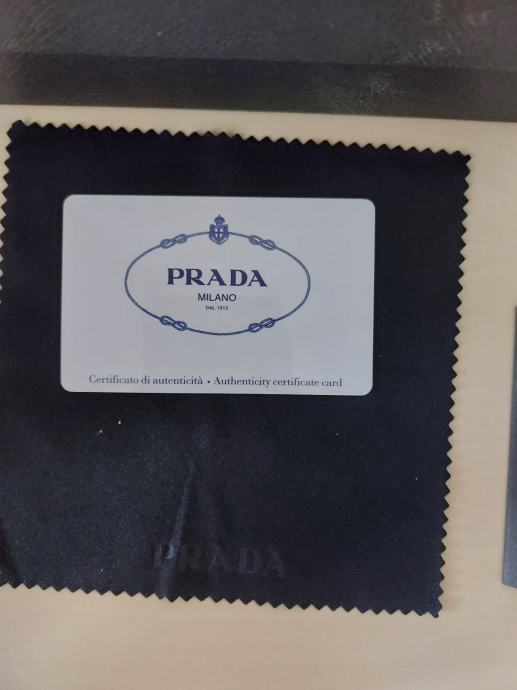 PRADA
MILANO
DAL 1913
Certificato di autenticità • Authenticity certificate card
PRADA